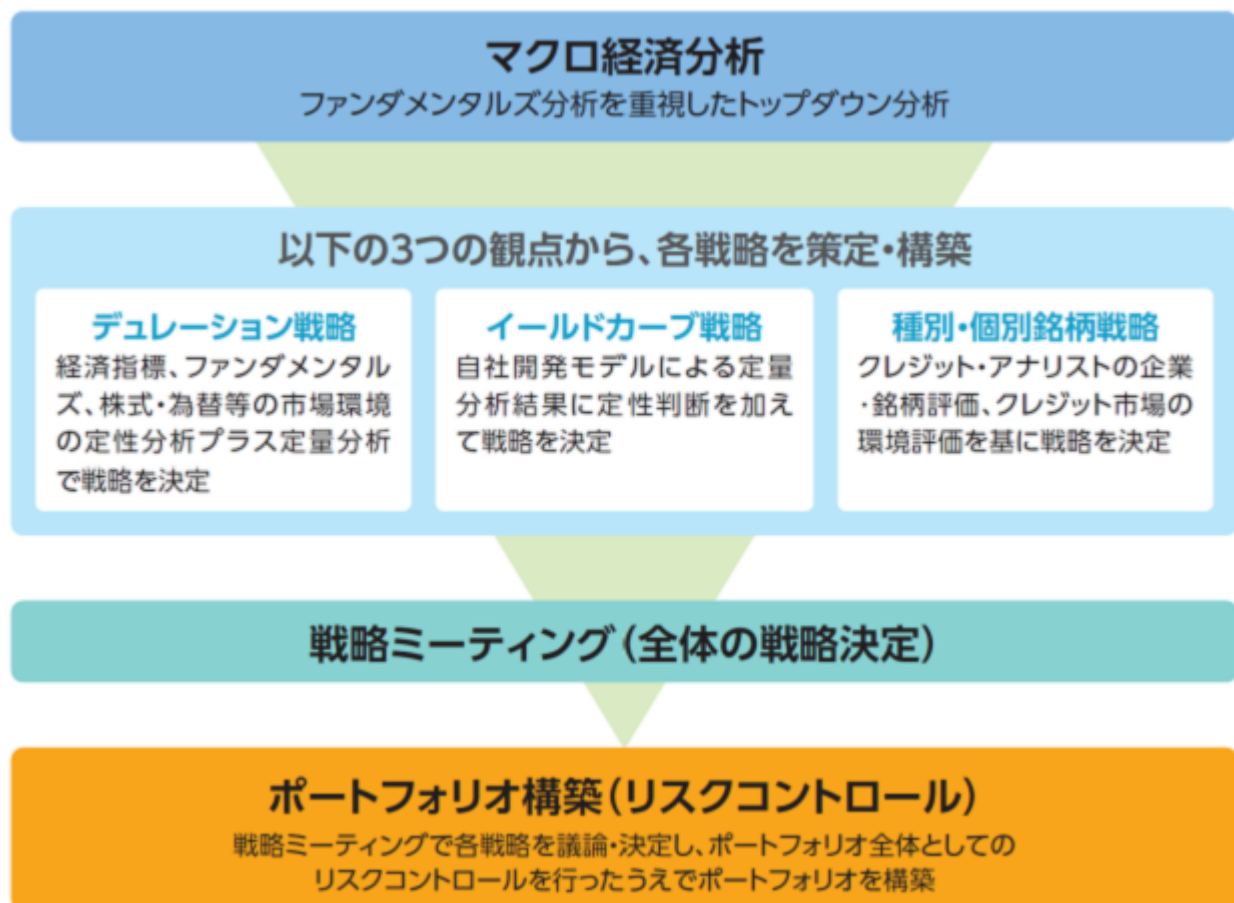 マクロ経済分析
ファンダメンタルズ分析を重視したトップダウン分析
以下の3つの観点から、各戦略を策定・構築
デュレーション戦略
経済指標、ファンダメンタル
ズ、株式・為替等の市場環境
の定性分析プラス定量分析
で戦略を決定
イールドカーブ戦略
自社開発モデルによる定量
分析結果に定性判断を加え
て戦略を決定
種別・個別銘柄戦略
クレジット・アナリストの企業
・銘柄評価、クレジット市場の
環境評価を基に戦略を決定
戦略ミーティング(全体の戦略決定)
ポートフォリオ構築(リスクコントロール)
戦略ミーティングで各戦略を議論・決定し、ポートフォリオ全体としての
リスクコントロールを行ったうえでポートフォリオを構築